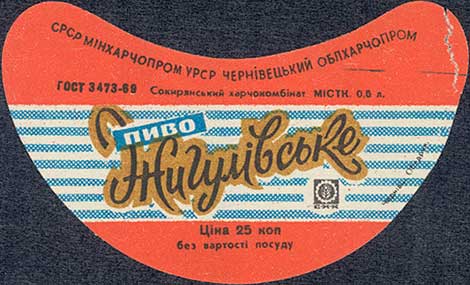 СРСР МІНХАРЧОПРОМ УРСР ЧЕРНІВЕЦЬКИЙ ОБЛХАРЧОПРОМ
ГОСТ 3473-69 Сокирянський харчокомбінат МІСТК. 0,5 л.
ПИВО
Жигулівське
СХК
Ціна 25 коп
без вартості посуду